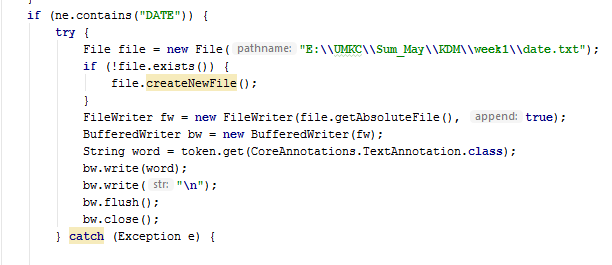 }
if (ne.contains("DATE")) {
try {
File file = new File( pathname: "E:\\UMKC\\Sum_May\\KDM\\week1\\date.txt");
if (!file.exists()) {
file.createNewFile();
}
FileWriter fw = new FileWriter(file.getAbsoluteFile(), append: true);
BufferedWriter bw = new BufferedWriter(fw);
String word = token.get(CoreAnnotations.TextAnnotation.class);
bw.write(word);
bw.write( str: "\n");
bw.flush();
bw.close();
} catch (Exception e) {